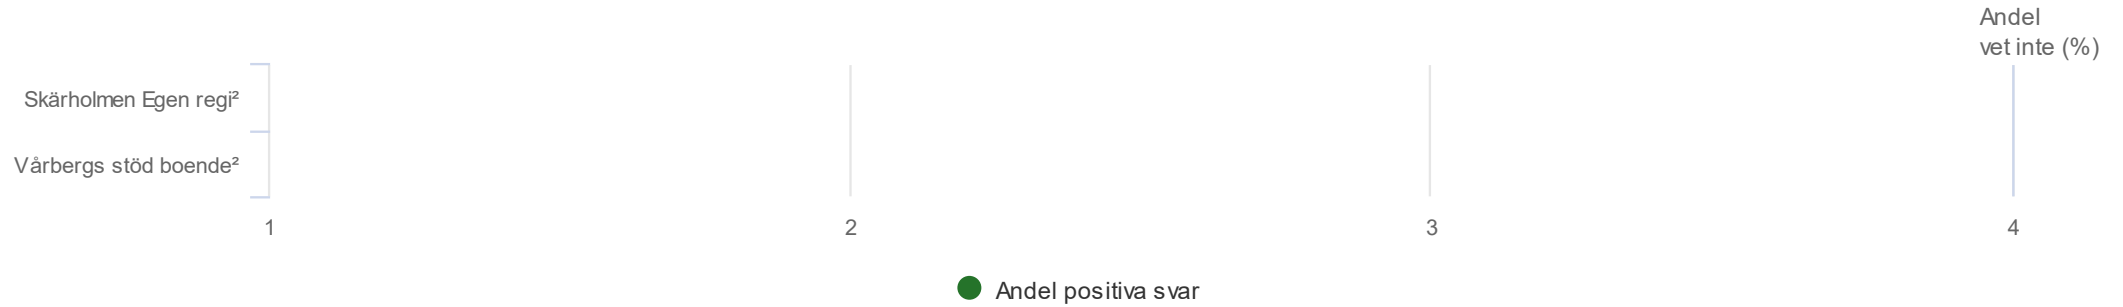 Andel
vet inte (%)
Skärholmen Egen regi²
Vårbergs stöd boende²
1 2 3 4
Andel positiva svar